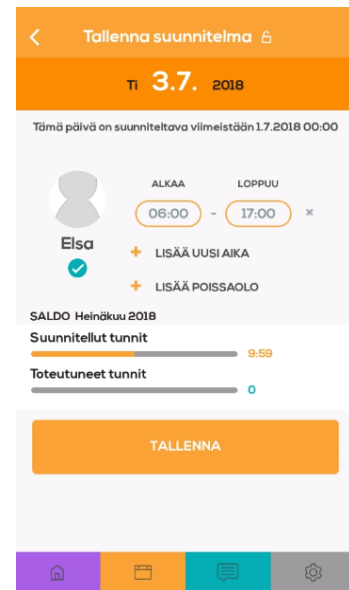 Tallenna suunnitelma
Ti 3.7. 2018
Tämä päivä on suunniteltava viimeistään 1.7.2018 00:00
ALKAA LOPPUU
06:00 - 17:00 ×
Elsa
+ LISÄÄ UUSI AIKA
+ LISÄÄ POISSAOLO
SALDO Heinäkuu 2018
Suunnitellut tunnit
9:59
Toteutuneet tunnit
0
TALLENNA